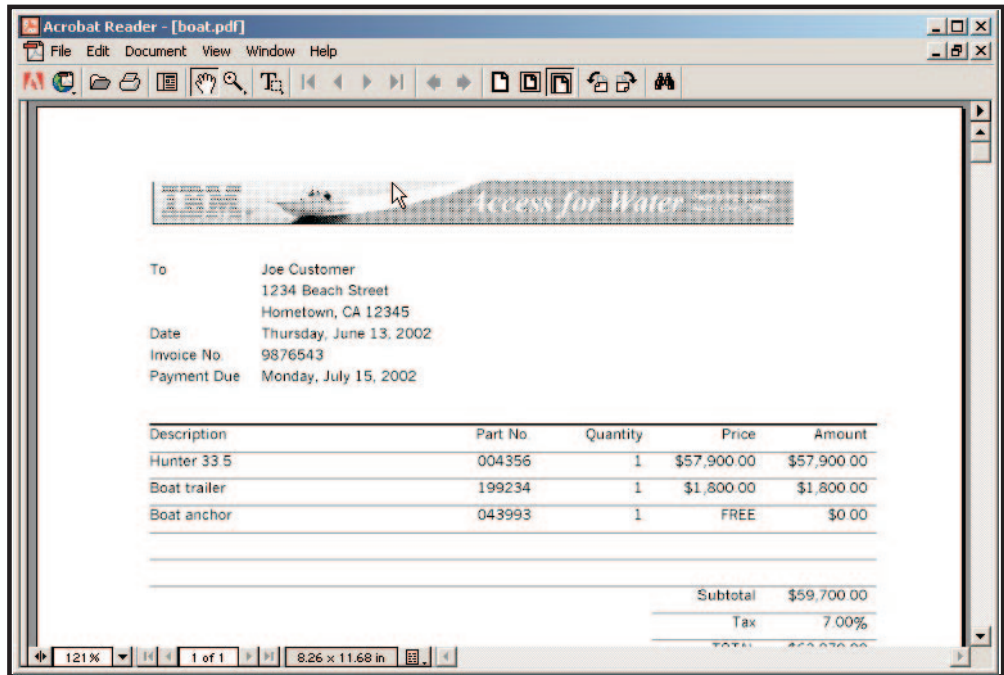 Acrobat Reader - [boat.pdf]
File Edit Document View Window Help
IBM Access for Water
To Joe Customer
1234 Beach Street
Hometown, CA 12345
Date Thursday, June 13, 2002
Invoice No. 9876543
Payment Due Monday, July 15, 2002
Description Part No. Quantity Price Amount
Hunter 33.5 004356 1 $57,900.00 $57,900.00
Boat trailer 199234 1 $1,800.00 $1,800.00
Boat anchor 043993 1 FREE $0.00
Subtotal $59,700.00
Tax 7.00%
TOTAL
121% 1 of 1 8.26 x 11.68 in